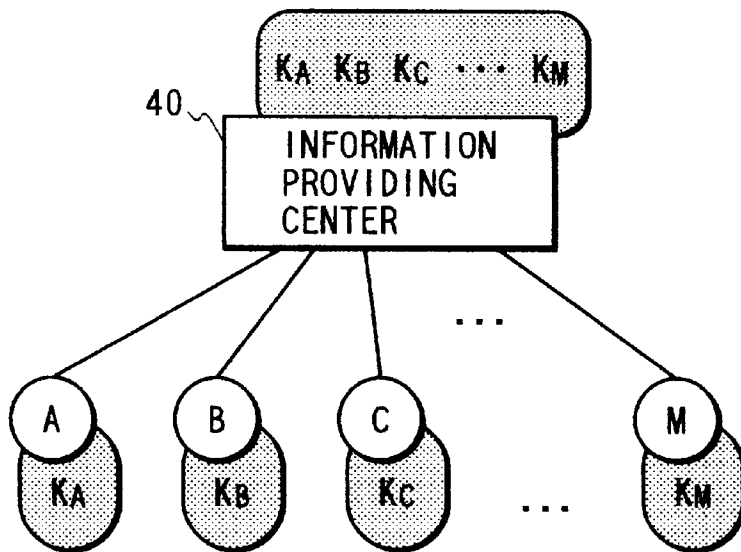 KA KB KC ... KM
40
INFORMATION
PROVIDING
CENTER
...
A B C M
KA KB KC ... KM